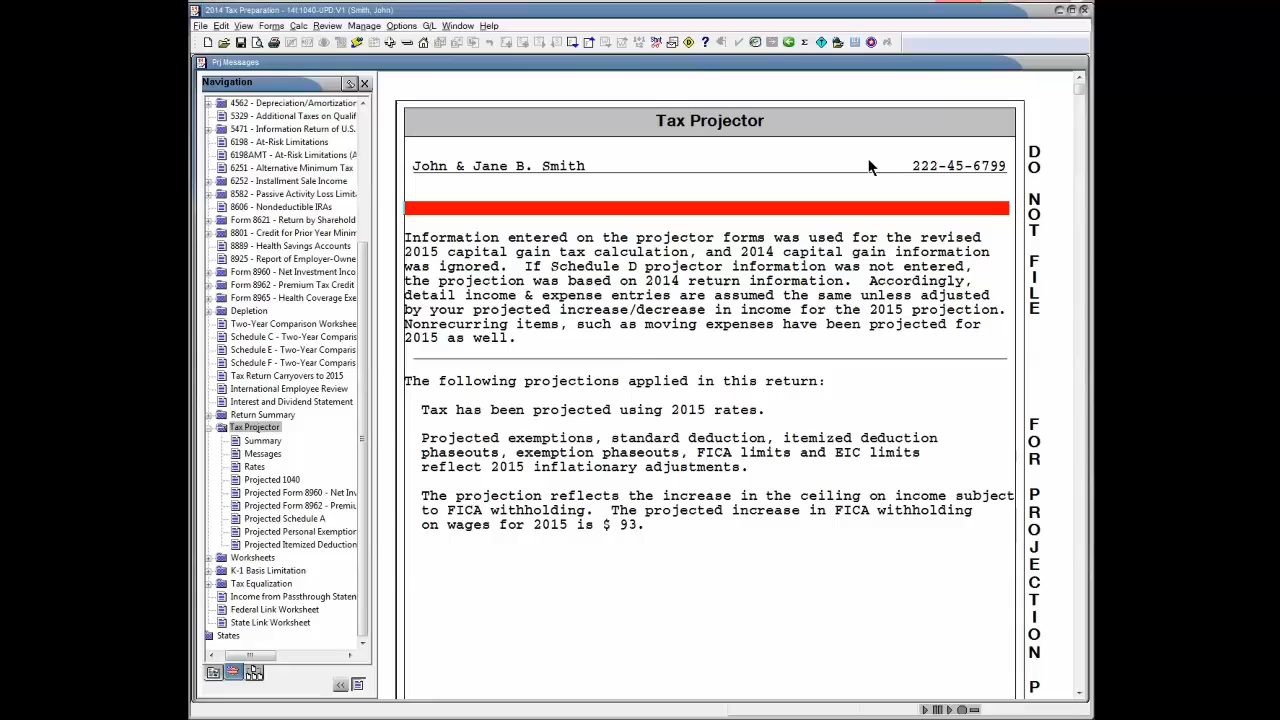 2014 Tax Preparation - 14t1040-UPD:V1 (Smith, John)
File Edit View Forms Calc Review Manage Options G/L Window Help
Prj Messages
Navigation
4562 - Depreciation/Amortization
5329 - Additional Taxes on Qualif
5471 - Information Return of U.S.
6198 - At-Risk Limitations
6198AMT - At-Risk Limitations (A
6251 - Alternative Minimum Tax
6252 - Installment Sale Income
8582 - Passive Activity Loss Limit
8606 - Nondeductible IRAs
Form 8621 - Return by Sharehold
8801 - Credit for Prior Year Minim
8889 - Health Savings Accounts
8925 - Report of Employer-Owne
Form 8960 - Net Investment Inco
Form 8962 - Premium Tax Credit
Form 8965 - Health Coverage Exe
Depletion
Two-Year Comparison Workshee
Schedule C - Two-Year Comparis
Schedule E - Two-Year Comparis
Schedule F - Two-Year Comparis
Tax Return Carryovers to 2015
International Employee Review
Interest and Dividend Statement
Return Summary
Tax Projector
Summary
Messages
Rates
Projected 1040
Projected Form 8960 - Net Inv
Projected Form 8962 - Premiu
Projected Schedule A
Projected Personal Exemption
Projected Itemized Deduction
Worksheets
K-1 Basis Limitation
Tax Equalization
Income from Passthrough Staten
Federal Link Worksheet
State Link Worksheet
States
Tax Projector
John & Jane B. Smith 222-45-6799
Information entered on the projector forms was used for the revised
2015 capital gain tax calculation, and 2014 capital gain information
was ignored. If Schedule D projector information was not entered,
the projection was based on 2014 return information. Accordingly,
detail income & expense entries are assumed the same unless adjusted
by your projected increase/decrease in income for the 2015 projection.
Nonrecurring items, such as moving expenses have been projected for
2015 as well.
The following projections applied in this return:
Tax has been projected using 2015 rates.
Projected exemptions, standard deduction, itemized deduction
phaseouts, exemption phaseouts, FICA limits and EIC limits
reflect 2015 inflationary adjustments.
The projection reflects the increase in the ceiling on income subject
to FICA withholding. The projected increase in FICA withholding
on wages for 2015 is $ 93.
DO NOT FILE FOR PROJECTION P